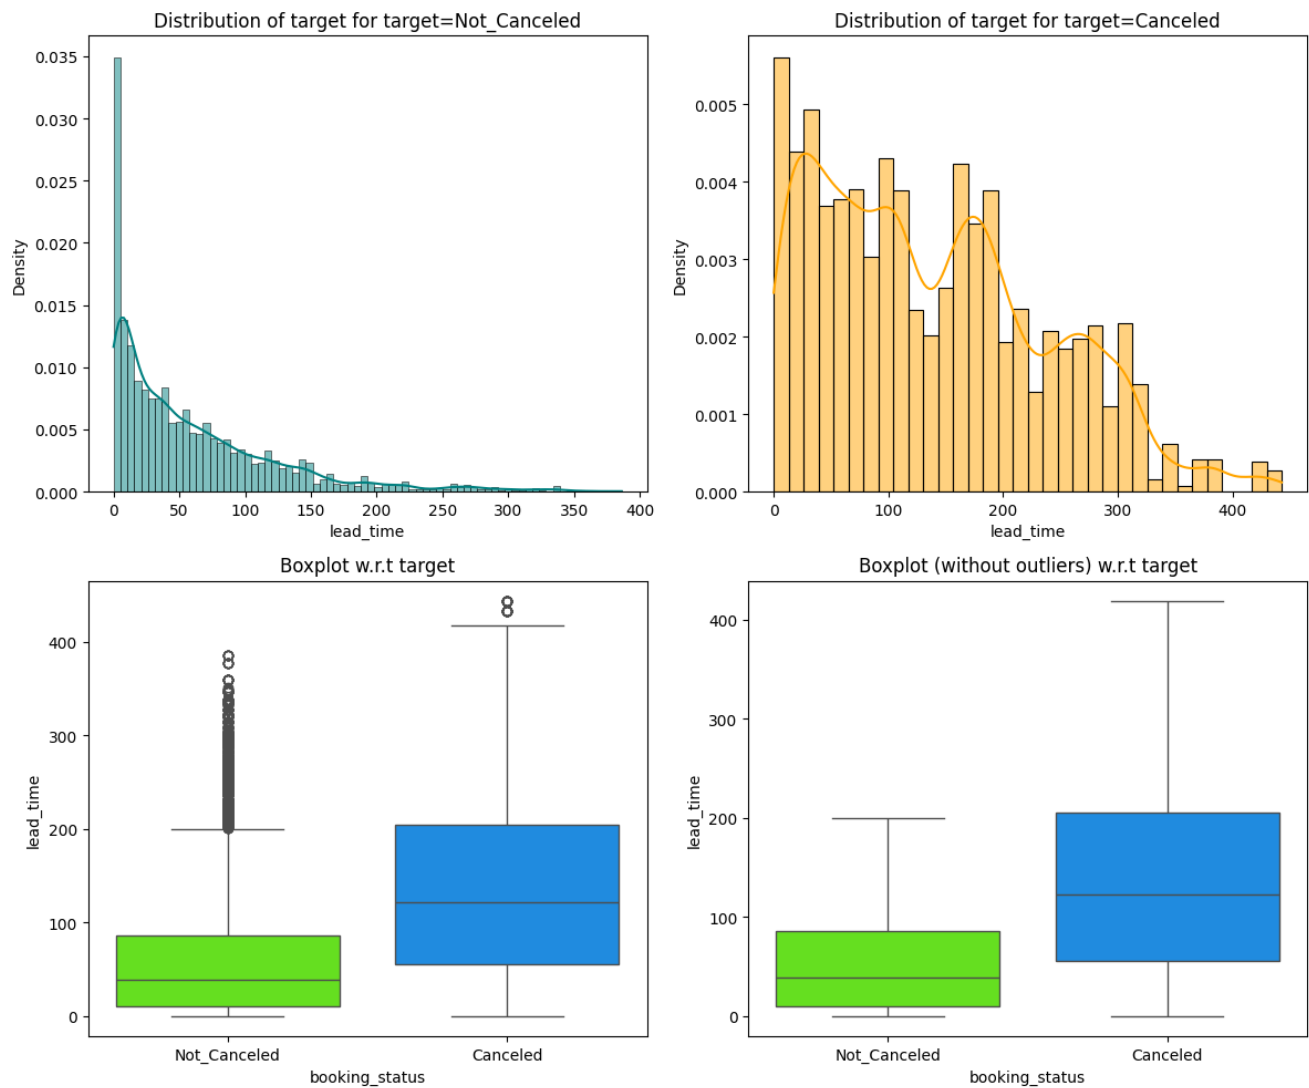 Distribution of target for target=Not_Canceled
0.035
0.030
0.025
0.020
0.015
0.010
0.005
0.000
Density
0 50 100 150 200 250 300 350 400
lead_time
Distribution of target for target=Canceled
0.005
0.004
0.003
0.002
0.001
0.000
Density
0 100 200 300 400
lead_time
Boxplot w.r.t target
400
300
200
100
0
lead_time
Not_Canceled Canceled
booking_status
Boxplot (without outliers) w.r.t target
400
300
200
100
0
lead_time
Not_Canceled Canceled
booking_status